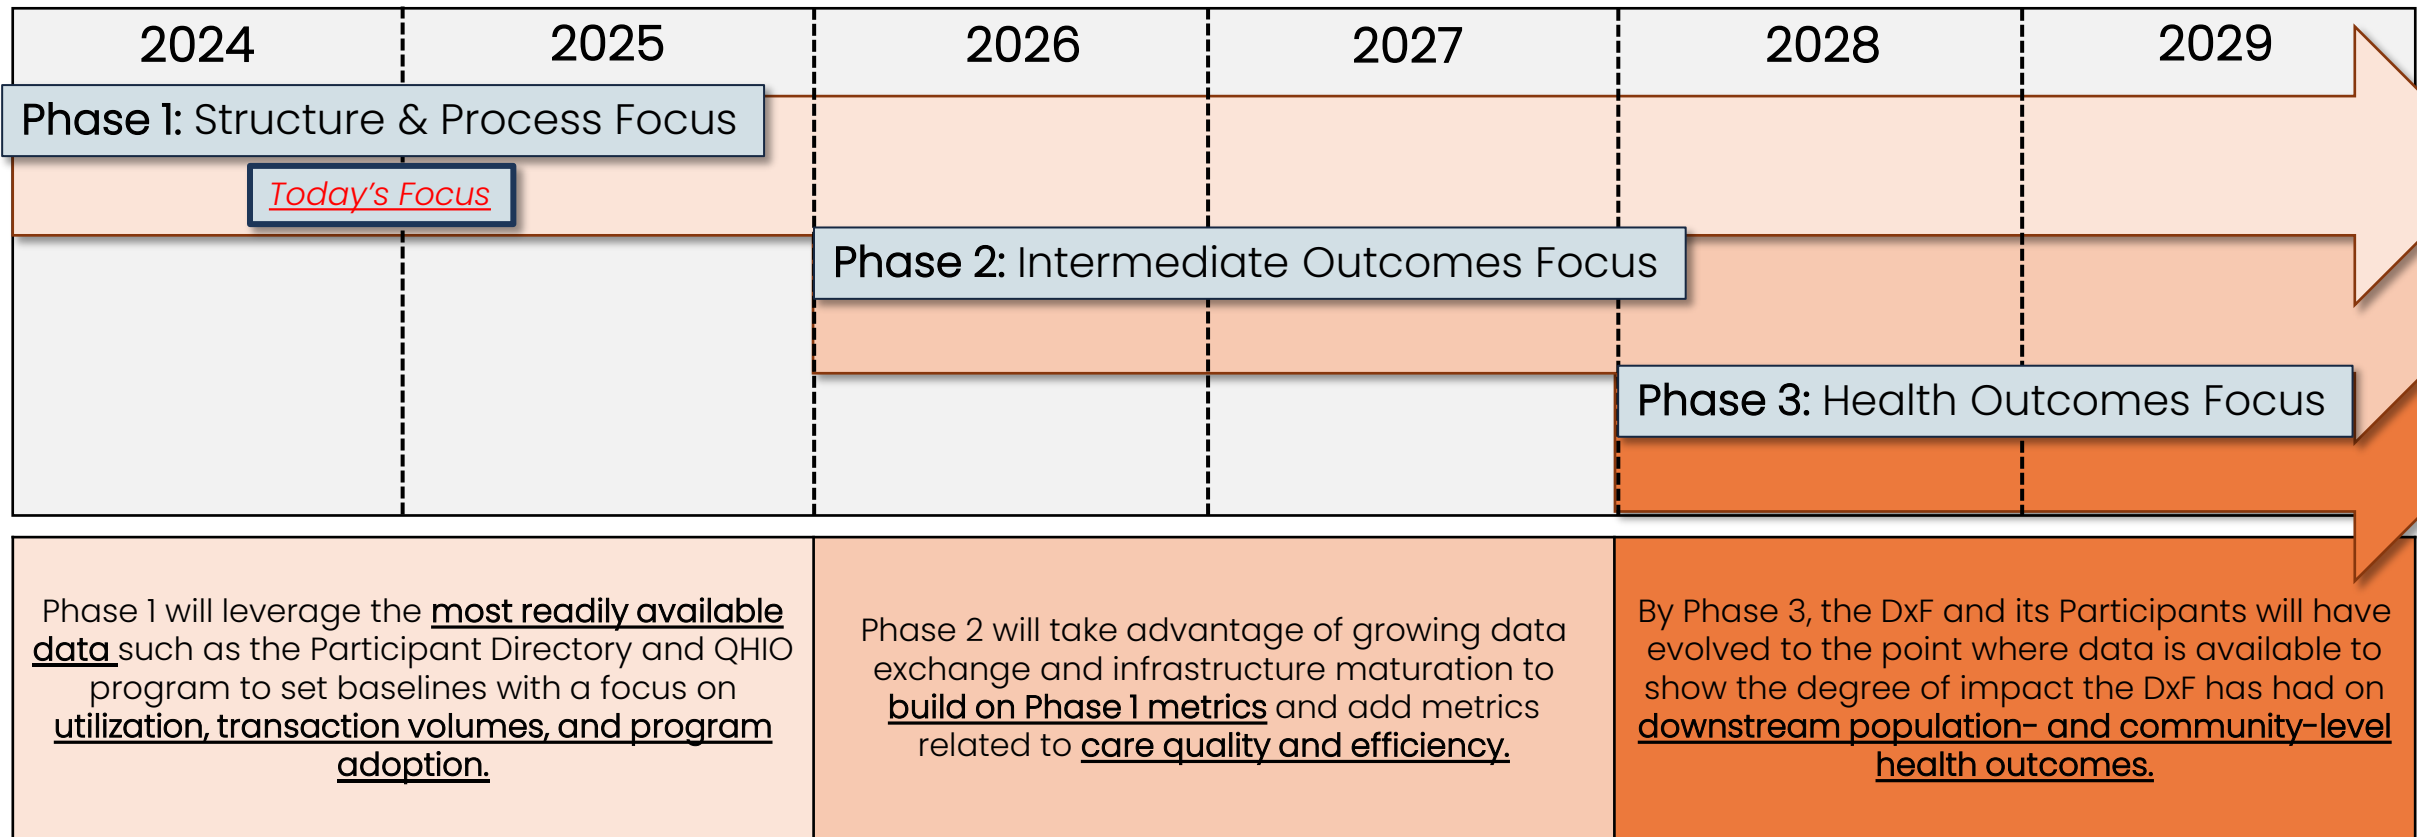 2024
2025
2026
2027
2028
2029
Phase 1: Structure & Process Focus
Today's Focus
Phase 2: Intermediate Outcomes Focus
Phase 3: Health Outcomes Focus
Phase 1 will leverage the most readily available
data such as the Participant Directory and QHIO
program to set baselines with a focus on
utilization, transaction volumes, and program
adoption.
Phase 2 will take advantage of growing data
exchange and infrastructure maturation to
build on Phase 1 metrics and add metrics
related to care quality and efficiency.
By Phase 3, the DxF and its Participants will have
evolved to the point where data is available to
show the degree of impact the DxF has had on
downstream population- and community-level
health outcomes.